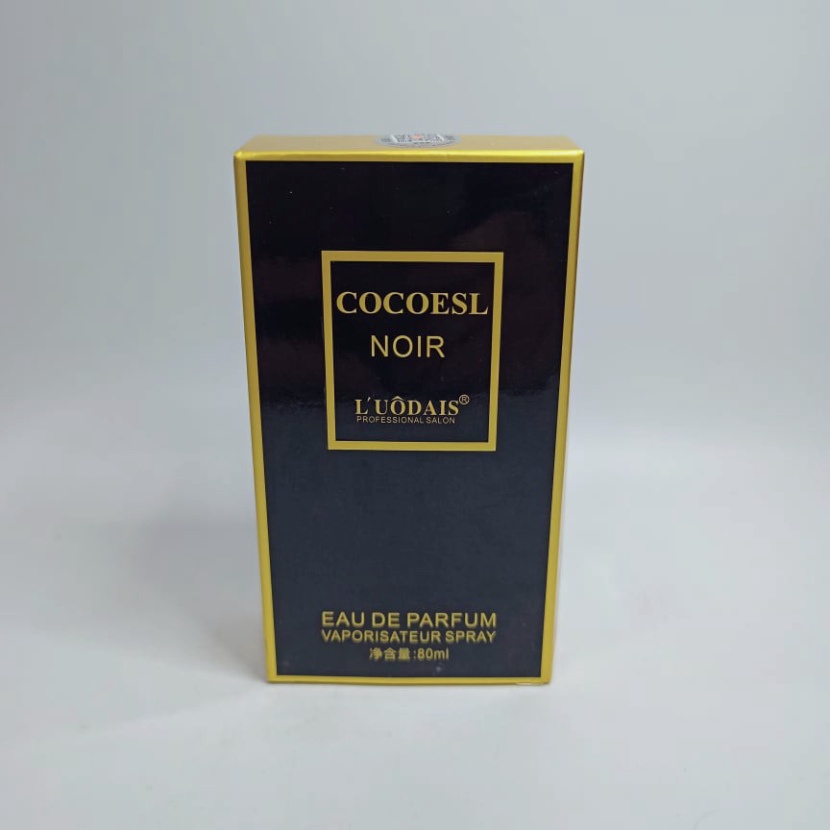 COCOESL
NOIR
L'UÔDAIS®
PROFESSIONAL SALON
EAU DE PARFUM
VAPORISATEUR SPRAY
净含量:80ml